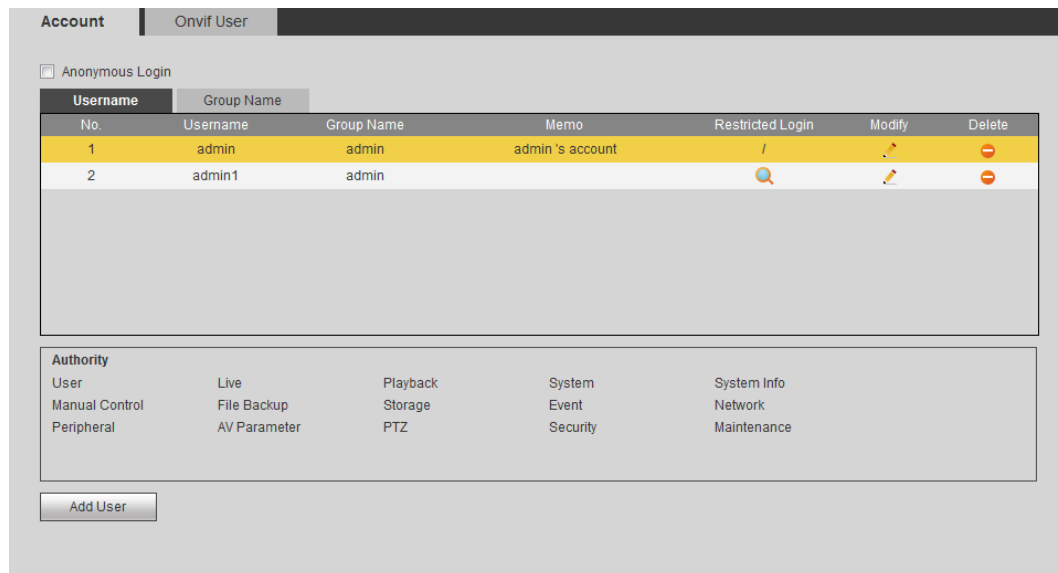 Account Onvif User
Anonymous Login
Username Group Name
No. Username Group Name Memo Restricted Login Modify Delete
1 admin admin admin 's account /
2 admin1 admin
Authority
User Live Playback System System Info
Manual Control File Backup Storage Event Network
Peripheral AV Parameter PTZ Security Maintenance
Add User